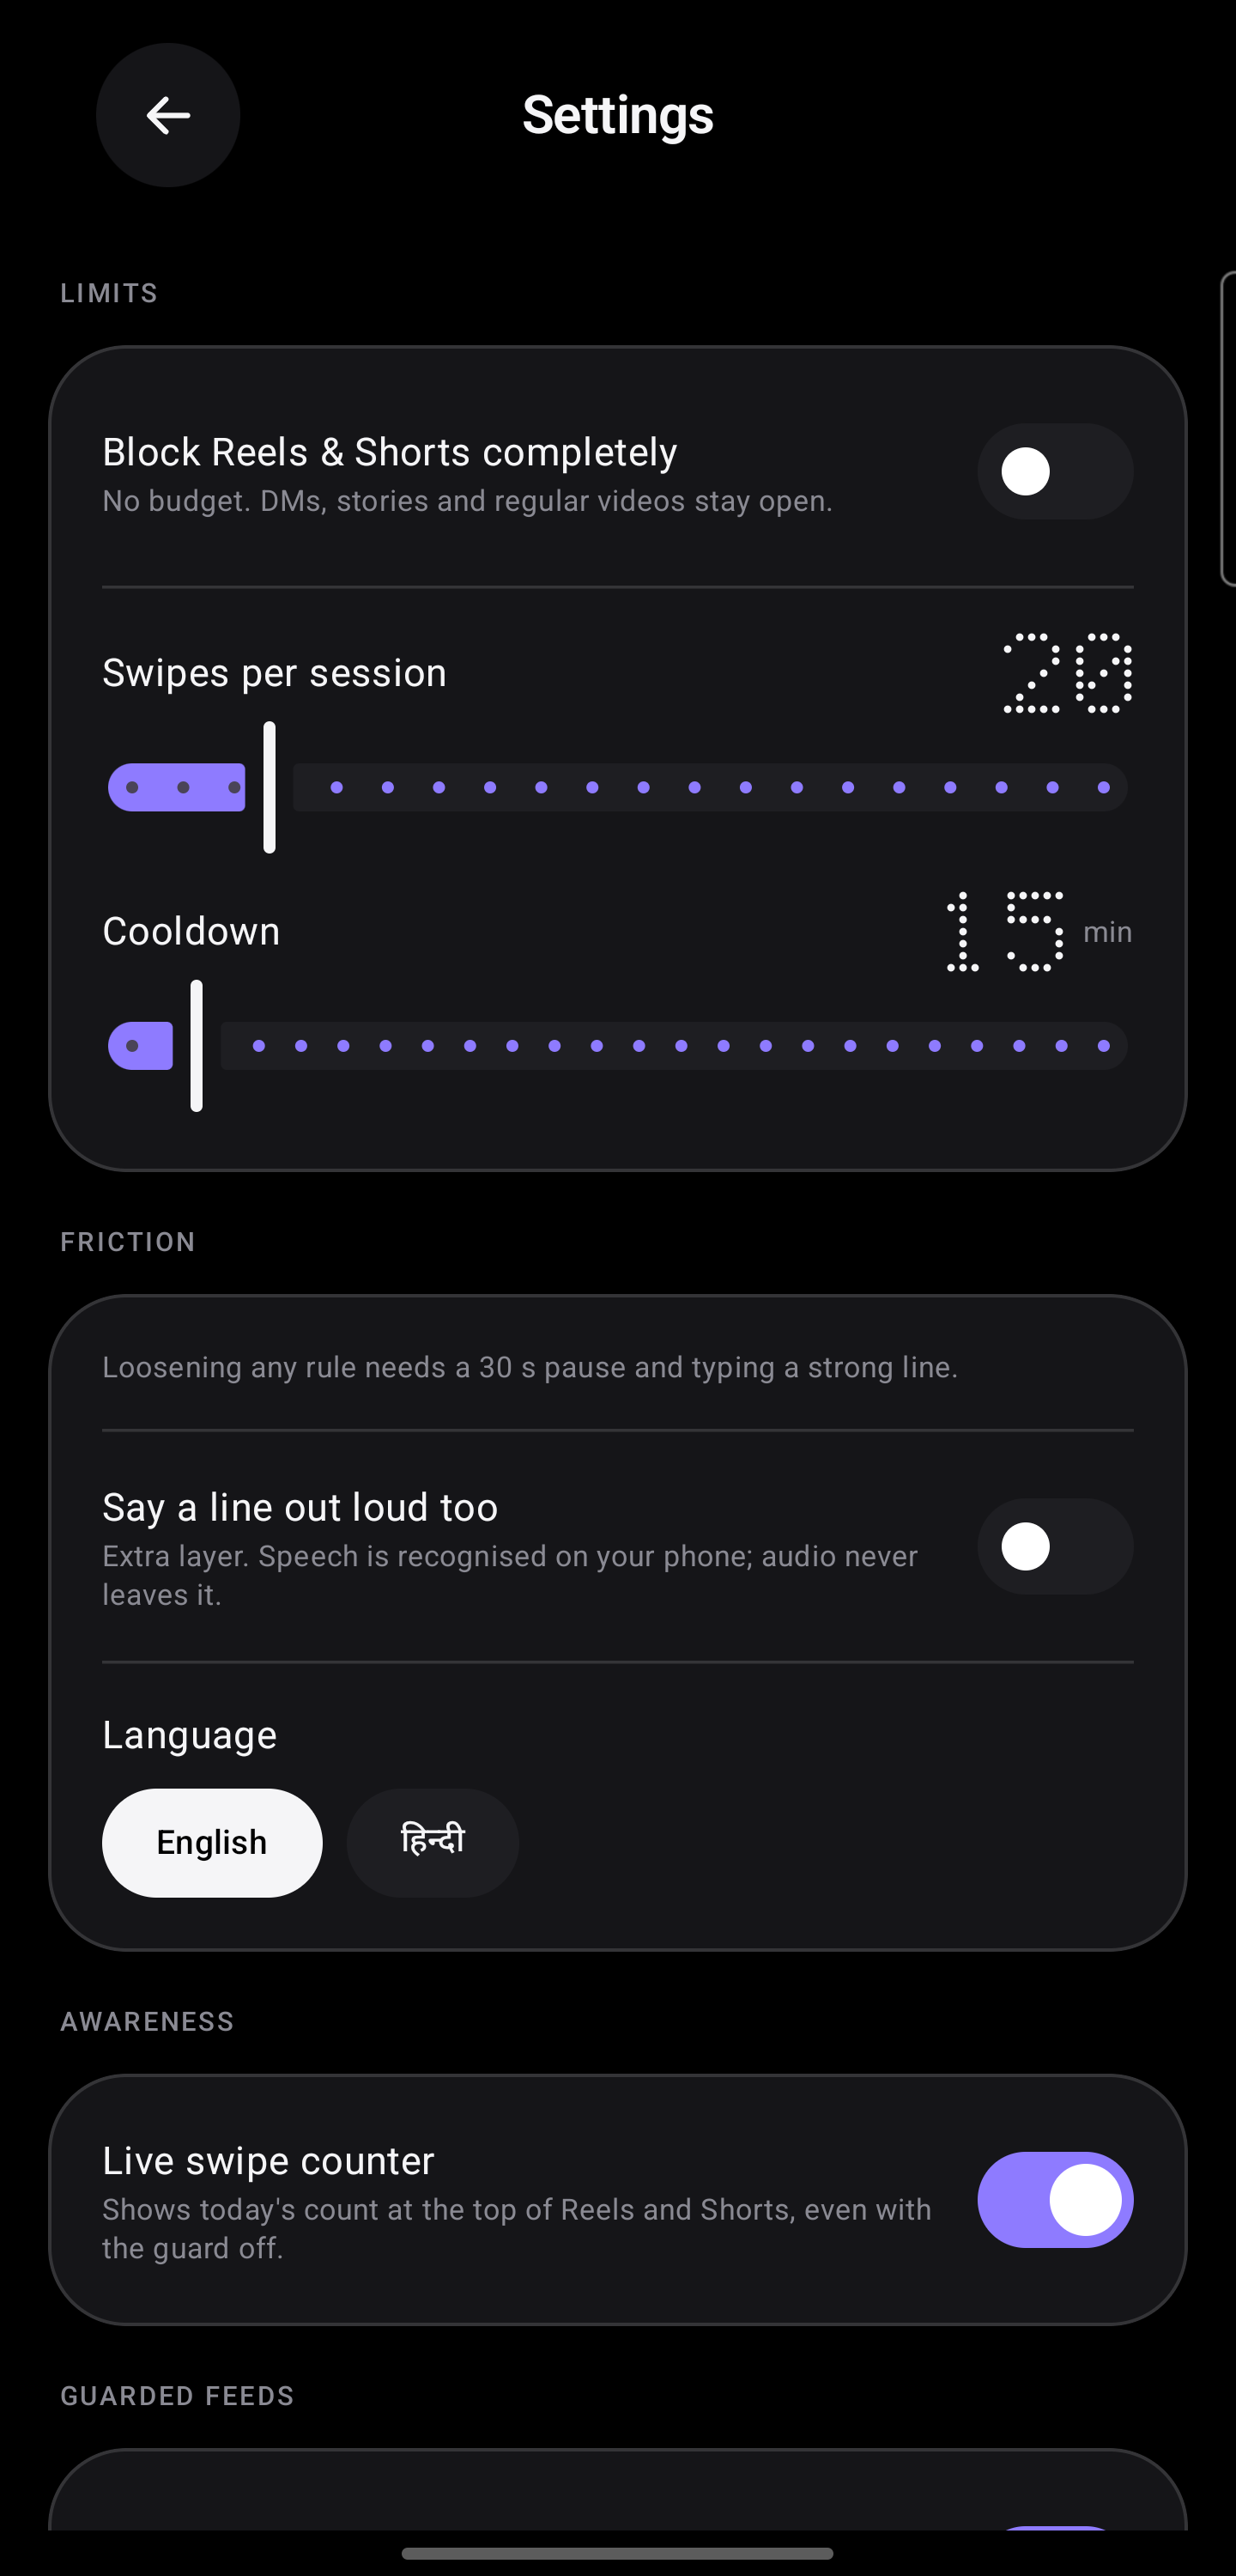 Settings
LIMITS
Block Reels & Shorts completely
No budget. DMs, stories and regular videos stay open.
Swipes per session
20
Cooldown
15 min
FRICTION
Loosening any rule needs a 30 s pause and typing a strong line.
Say a line out loud too
Extra layer. Speech is recognised on your phone; audio never
leaves it.
Language
English
हिन्दी
AWARENESS
Live swipe counter
Shows today's count at the top of Reels and Shorts, even with
the guard off.
GUARDED FEEDS